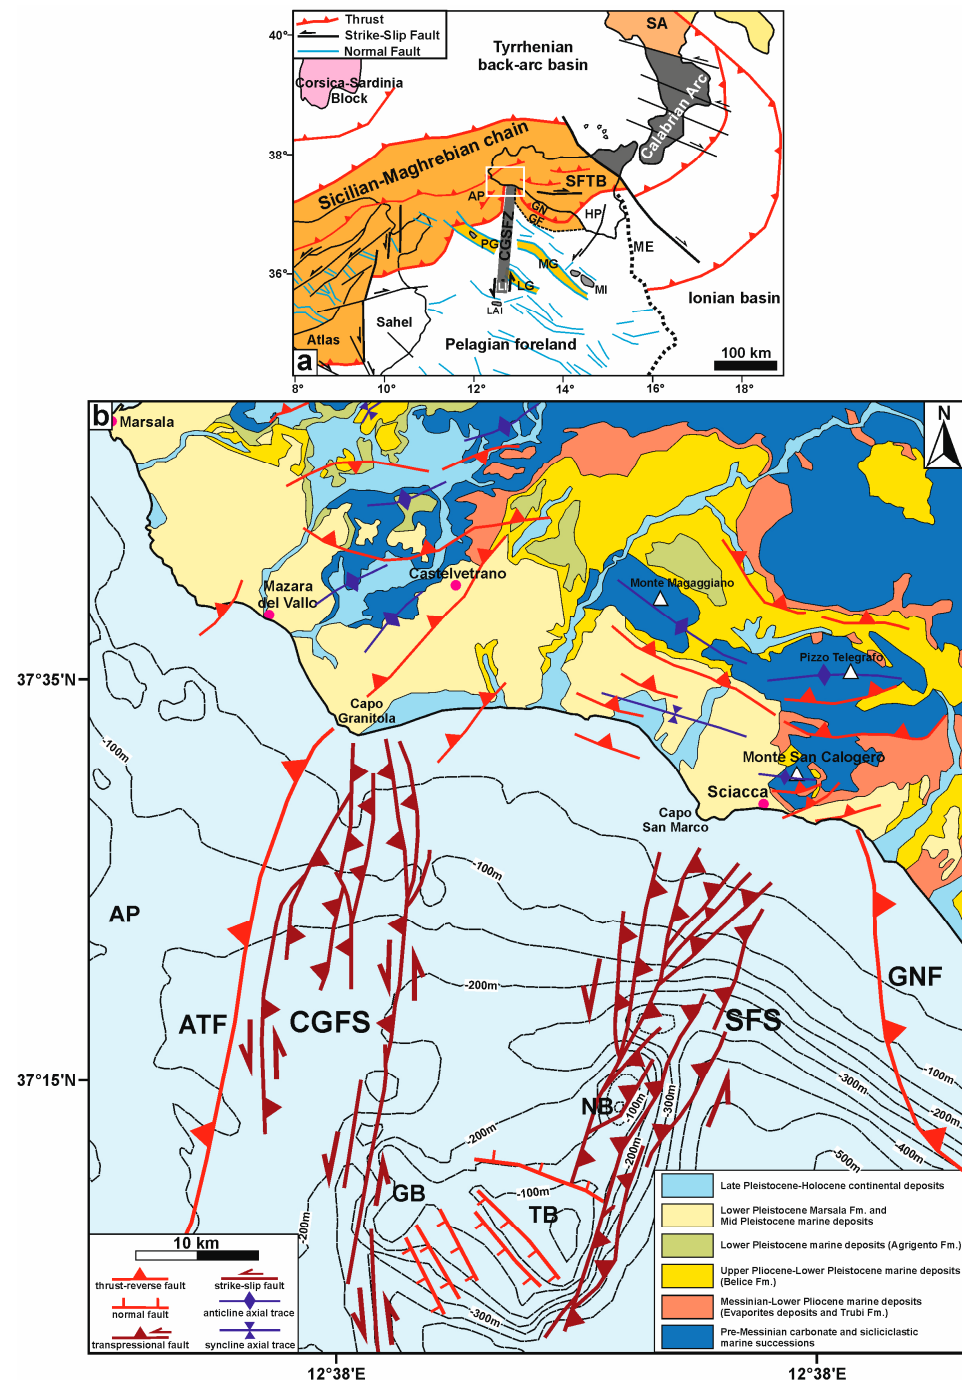 Thrust
Strike-Slip Fault
Normal Fault
40°
38°
36°
8°
10°
12°
14°
16°
18°
SA
Tyrrhenian
back-arc basin
Corsica-Sardinia
Block
Calabrian Arc
Sicilian-Maghrebian chain
SFTB
AP
GN
GF
HP
CGSFZ
PG
MG
ME
LG
MI
LAI
Ionian basin
Sahel
Atlas
Pelagian foreland
a
100 km
b
Marsala
N
Mazara
del Vallo
Castelvetrano
Monte Magaggiano
Pizzo Telegrafo
37°35'N
Capo
Granitola
-100m
Monte San Calogero
Sciacca
Capo
San Marco
-100m
AP
-200m
GNF
ATF
CGFS
SFS
37°15'N
-100m
-300m
-200m
-400m
-500m
NB
-100m
-300m
-200m
-200m
GB
-100m
TB
-200m
-300m
10 km
thrust-reverse fault
strike-slip fault
normal fault
anticline axial trace
transpressional fault
syncline axial trace
Late Pleistocene-Holocene continental deposits
Lower Pleistocene Marsala Fm. and
Mid Pleistocene marine deposits
Lower Pleistocene marine deposits (Agrigento Fm.)
Upper Pliocene-Lower Pleistocene marine deposits
(Belice Fm.)
Messinian-Lower Pliocene marine deposits
(Evaporites deposits and Trubi Fm.)
Pre-Messinian carbonate and sicliciclastic
marine successions
12°38'E
12°38'E